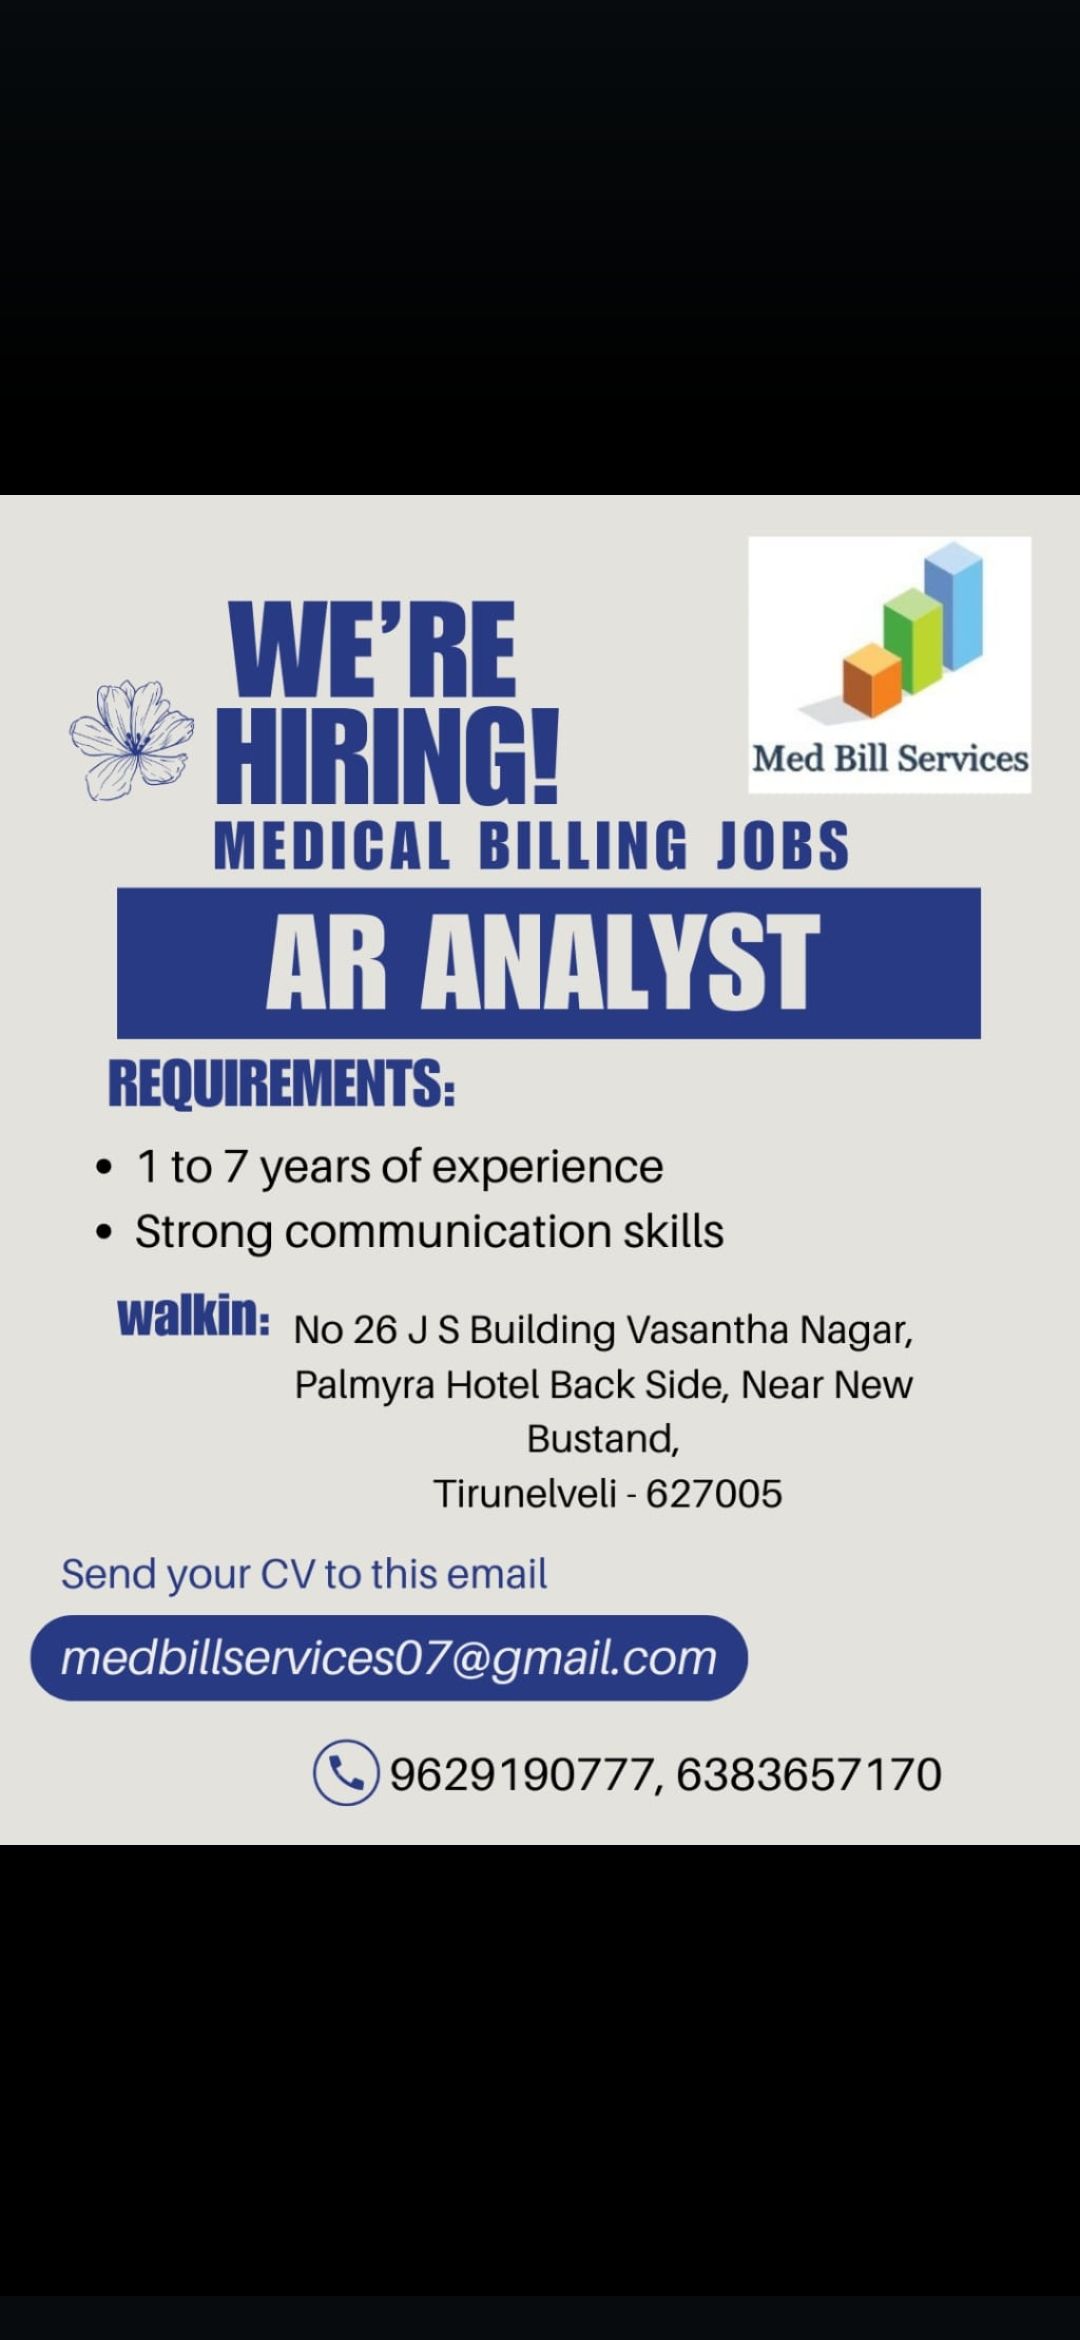 WE'RE
HIRING!
Med Bill Services
MEDICAL BILLING JOBS
AR ANALYST
REQUIREMENTS:
• 1 to 7 years of experience
• Strong communication skills
walkin: No 26 J S Building Vasantha Nagar,
Palmyra Hotel Back Side, Near New
Bustand,
Tirunelveli - 627005
Send your CV to this email
medbillservices07@gmail.com
9629190777, 6383657170